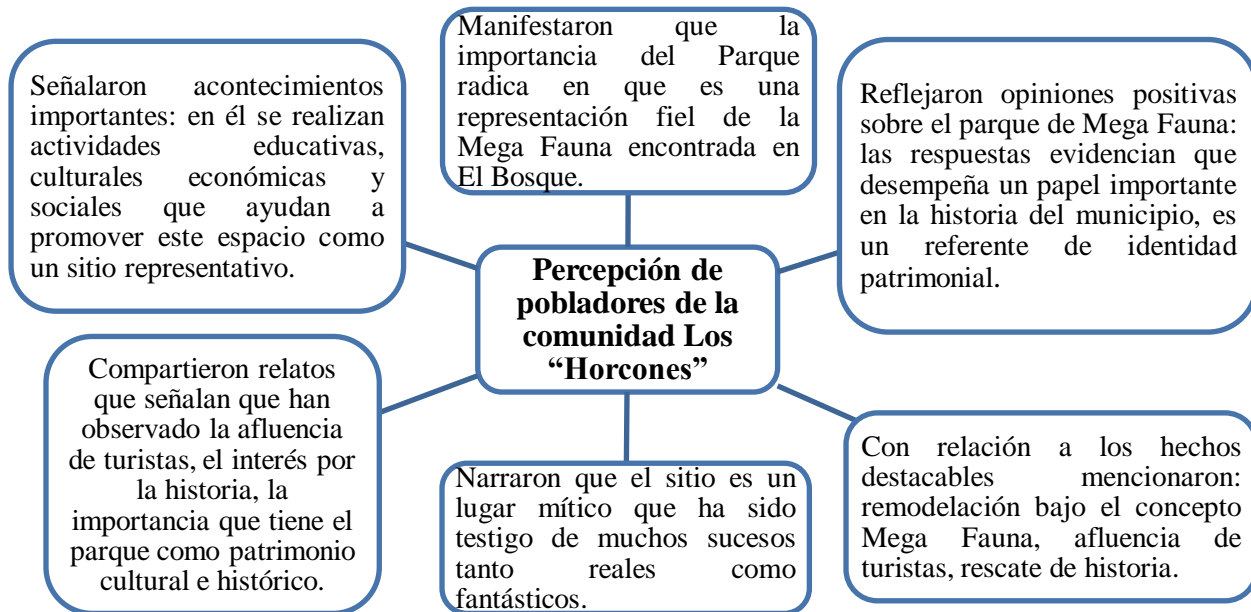 Manifestaron que la
importancia del Parque
radica en que es una
representación fiel de la
Mega Fauna encontrada en
El Bosque.
Señalaron acontecimientos
importantes: en él se realizan
actividades educativas,
culturales económicas y
sociales que ayudan a
promover este espacio como
un sitio representativo.
Reflejaron opiniones positivas
sobre el parque de Mega Fauna:
las respuestas evidencian que
desempeña un papel importante
en la historia del municipio, es
un referente de identidad
patrimonial.
Percepción de
pobladores de la
comunidad Los
“Horcones”
Compartieron relatos
que señalan que han
observado la afluencia
de turistas, el interés por
la historia, la
importancia que tiene el
parque como patrimonio
cultural e histórico.
Narraron que el sitio es un
lugar mítico que ha sido
testigo de muchos sucesos
tanto reales como
fantásticos.
Con relación a los hechos
destacables mencionaron:
remodelación bajo el concepto
Mega Fauna, afluencia de
turistas, rescate de historia.